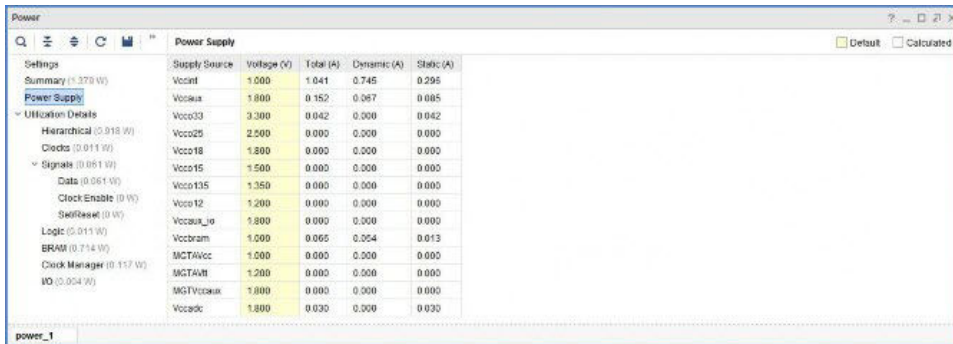 Power
Power Supply
Default
Calculated
Settings
Summary (1.379 W)
Power Supply
Utilization Details
Hierarchical (0.918 W)
Clocks (0.011 W)
Signals (0.061 W)
Data (0.061 W)
Clock Enable (0 W)
Set/Reset (0 W)
Logic (0.011 W)
BRAM (0.714 W)
Clock Manager (0.117 W)
I/O (0.004 W)
Supply Source Voltage (V) Total (A) Dynamic (A) Static (A)
Vccint 1.000 1.041 0.745 0.296
Vccaux 1.800 0.152 0.067 0.085
Vcco33 3.300 0.042 0.000 0.042
Vcco25 2.500 0.000 0.000 0.000
Vcco18 1.800 0.000 0.000 0.000
Vcco15 1.500 0.000 0.000 0.000
Vcco135 1.350 0.000 0.000 0.000
Vcco12 1.200 0.000 0.000 0.000
Vccaux_io 1.800 0.000 0.000 0.000
Vccbram 1.000 0.065 0.054 0.013
MGTAVcc 1.000 0.000 0.000 0.000
MGTAVtt 1.200 0.000 0.000 0.000
MGTVccaux 1.800 0.000 0.000 0.000
Vccadc 1.800 0.030 0.000 0.030
power_1